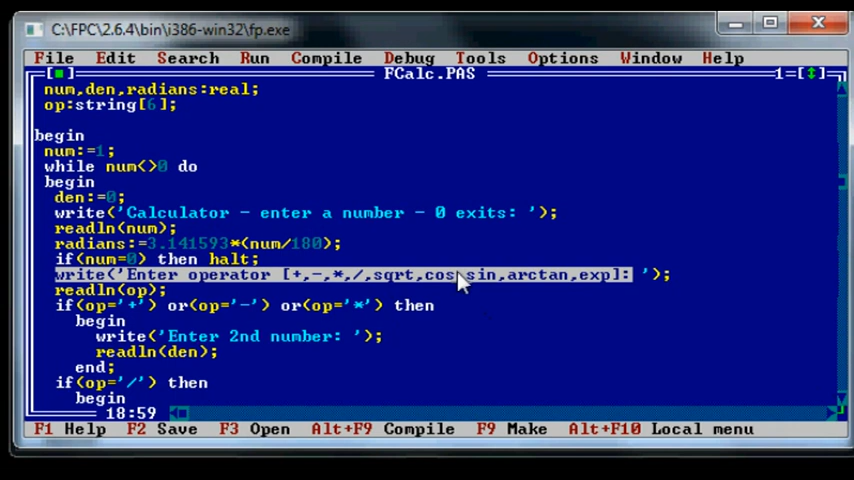 C:\FPC\2.6.4\bin\i386-win32\fp.exe
File Edit Search Run Compile Debug Tools Options Window Help
[■] FCalc.PAS 1=[↕]
num,den,radians:real;
op:string[6];
begin
num:=1;
while num<>0 do
begin
den:=0;
write('Calculator - enter a number - 0 exits: ');
readln(num);
radians:=3.141593*(num/180);
if(num=0) then halt;
write('Enter operator [+,-,*,/,sqrt,cos,sin,arctan,exp]: ');
readln(op);
if(op='+') or(op='-') or(op='*') then
begin
write('Enter 2nd number: ');
readln(den);
end;
if(op='/') then
begin
18:59
F1 Help F2 Save F3 Open Alt+F9 Compile F9 Make Alt+F10 Local menu